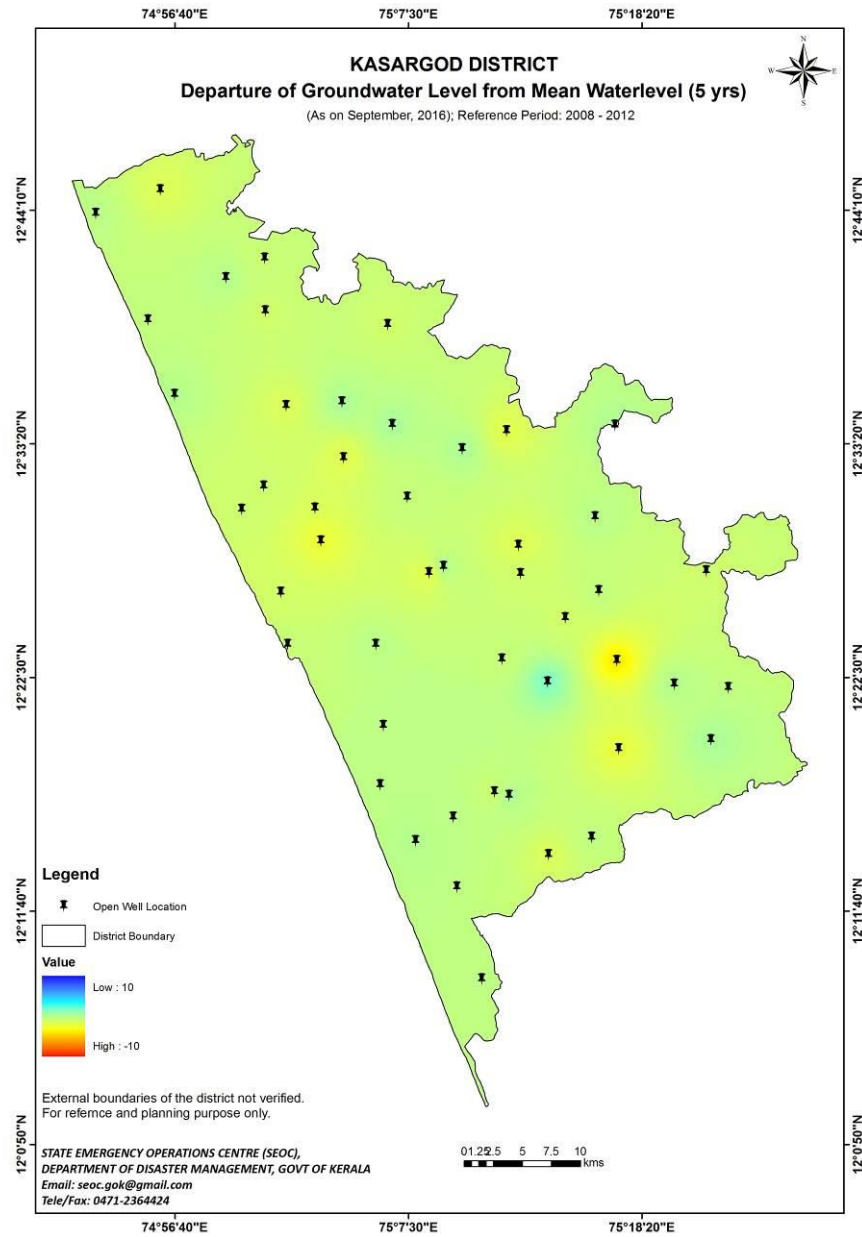 74°56'40"E 75°7'30"E 75°18'20"E
KASARGOD DISTRICT
Departure of Groundwater Level from Mean Waterlevel (5 yrs)
(As on September, 2016); Reference Period: 2008 - 2012
N
W E
S
12°44'10"N 12°44'10"N
12°33'20"N 12°33'20"N
12°22'30"N 12°22'30"N
12°11'40"N 12°11'40"N
12°0'50"N 12°0'50"N
Legend
Open Well Location
District Boundary
Value
Low : 10
High : -10
External boundaries of the district not verified.
For refernce and planning purpose only.
STATE EMERGENCY OPERATIONS CENTRE (SEOC),
DEPARTMENT OF DISASTER MANAGEMENT, GOVT OF KERALA
Email: seoc.gok@gmail.com
Tele/Fax: 0471-2364424
01.252.5 5 7.5 10
kms
74°56'40"E 75°7'30"E 75°18'20"E